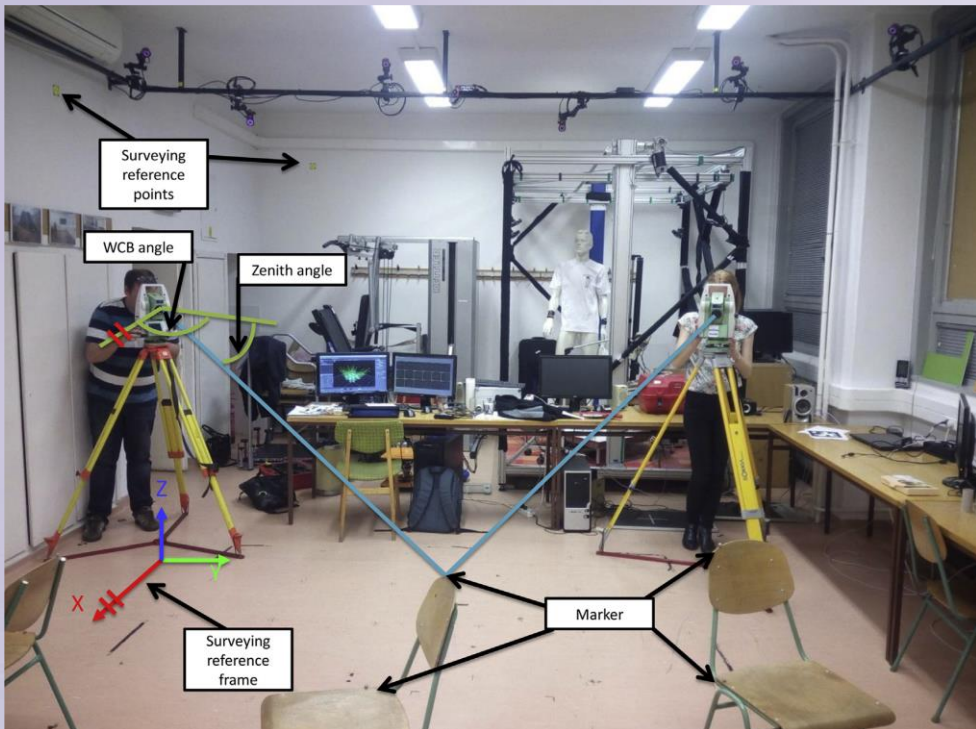 Surveying
reference
points
WCB angle
Zenith angle
Z
Y
X
Marker
Surveying
reference
frame